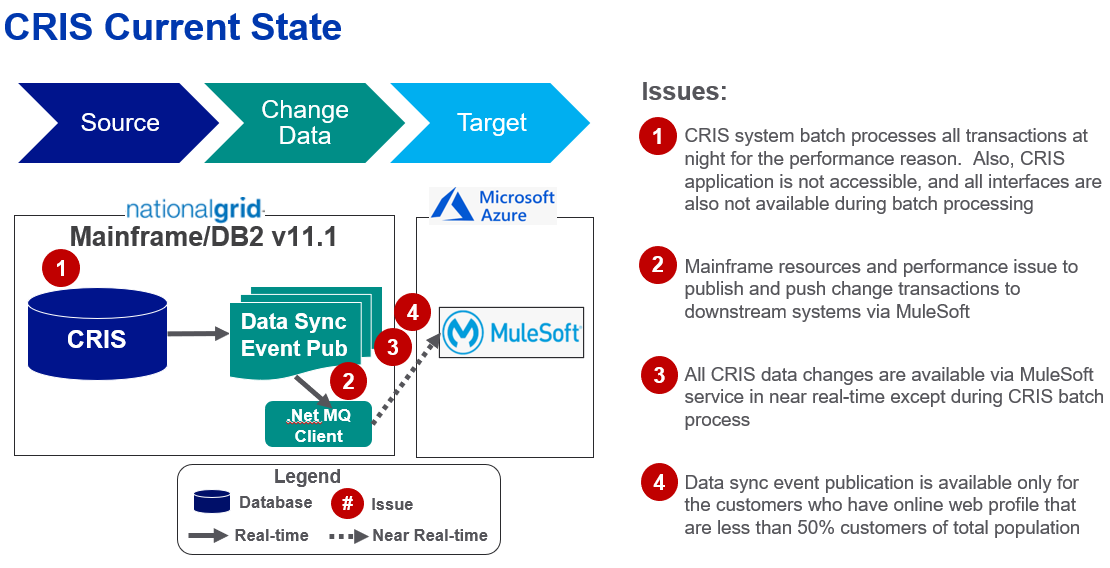 CRIS Current State
Source
Change
Data
Target
nationalgrid
Mainframe/DB2 v11.1
1
CRIS
Data Sync
Event Pub
4
3
2
.Net MQ
Client
Microsoft
Azure
MuleSoft
Legend
Database
# Issue
Real-time
Near Real-time
Issues:
1 CRIS system batch processes all transactions at
night for the performance reason.  Also, CRIS
application is not accessible, and all interfaces are
also not available during batch processing
2 Mainframe resources and performance issue to
publish and push change transactions to
downstream systems via MuleSoft
3 All CRIS data changes are available via MuleSoft
service in near real-time except during CRIS batch
process
4 Data sync event publication is available only for
the customers who have online web profile that
are less than 50% customers of total population